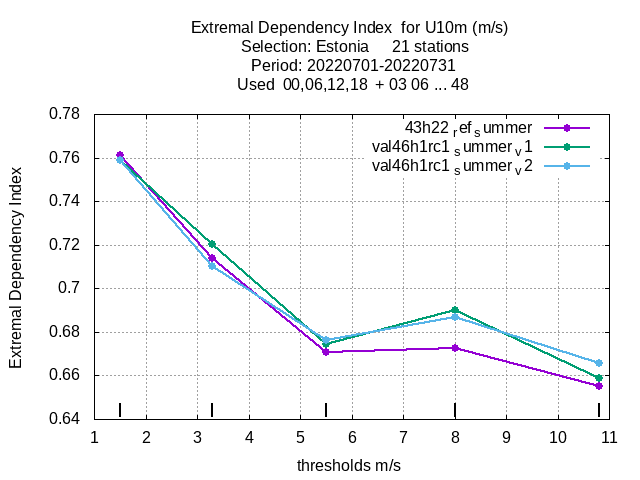 Extremal Dependency Index  for U10m (m/s)
Selection: Estonia     21 stations
Period: 20220701-20220731
Used  00,06,12,18  + 03 06 ... 48
43h22 ref summer
val46h1rc1 summer v1
val46h1rc1 summer v2
Extremal Dependency Index
0.78
0.76
0.74
0.72
0.7
0.68
0.66
0.64
1 2 3 4 5 6 7 8 9 10 11
thresholds m/s